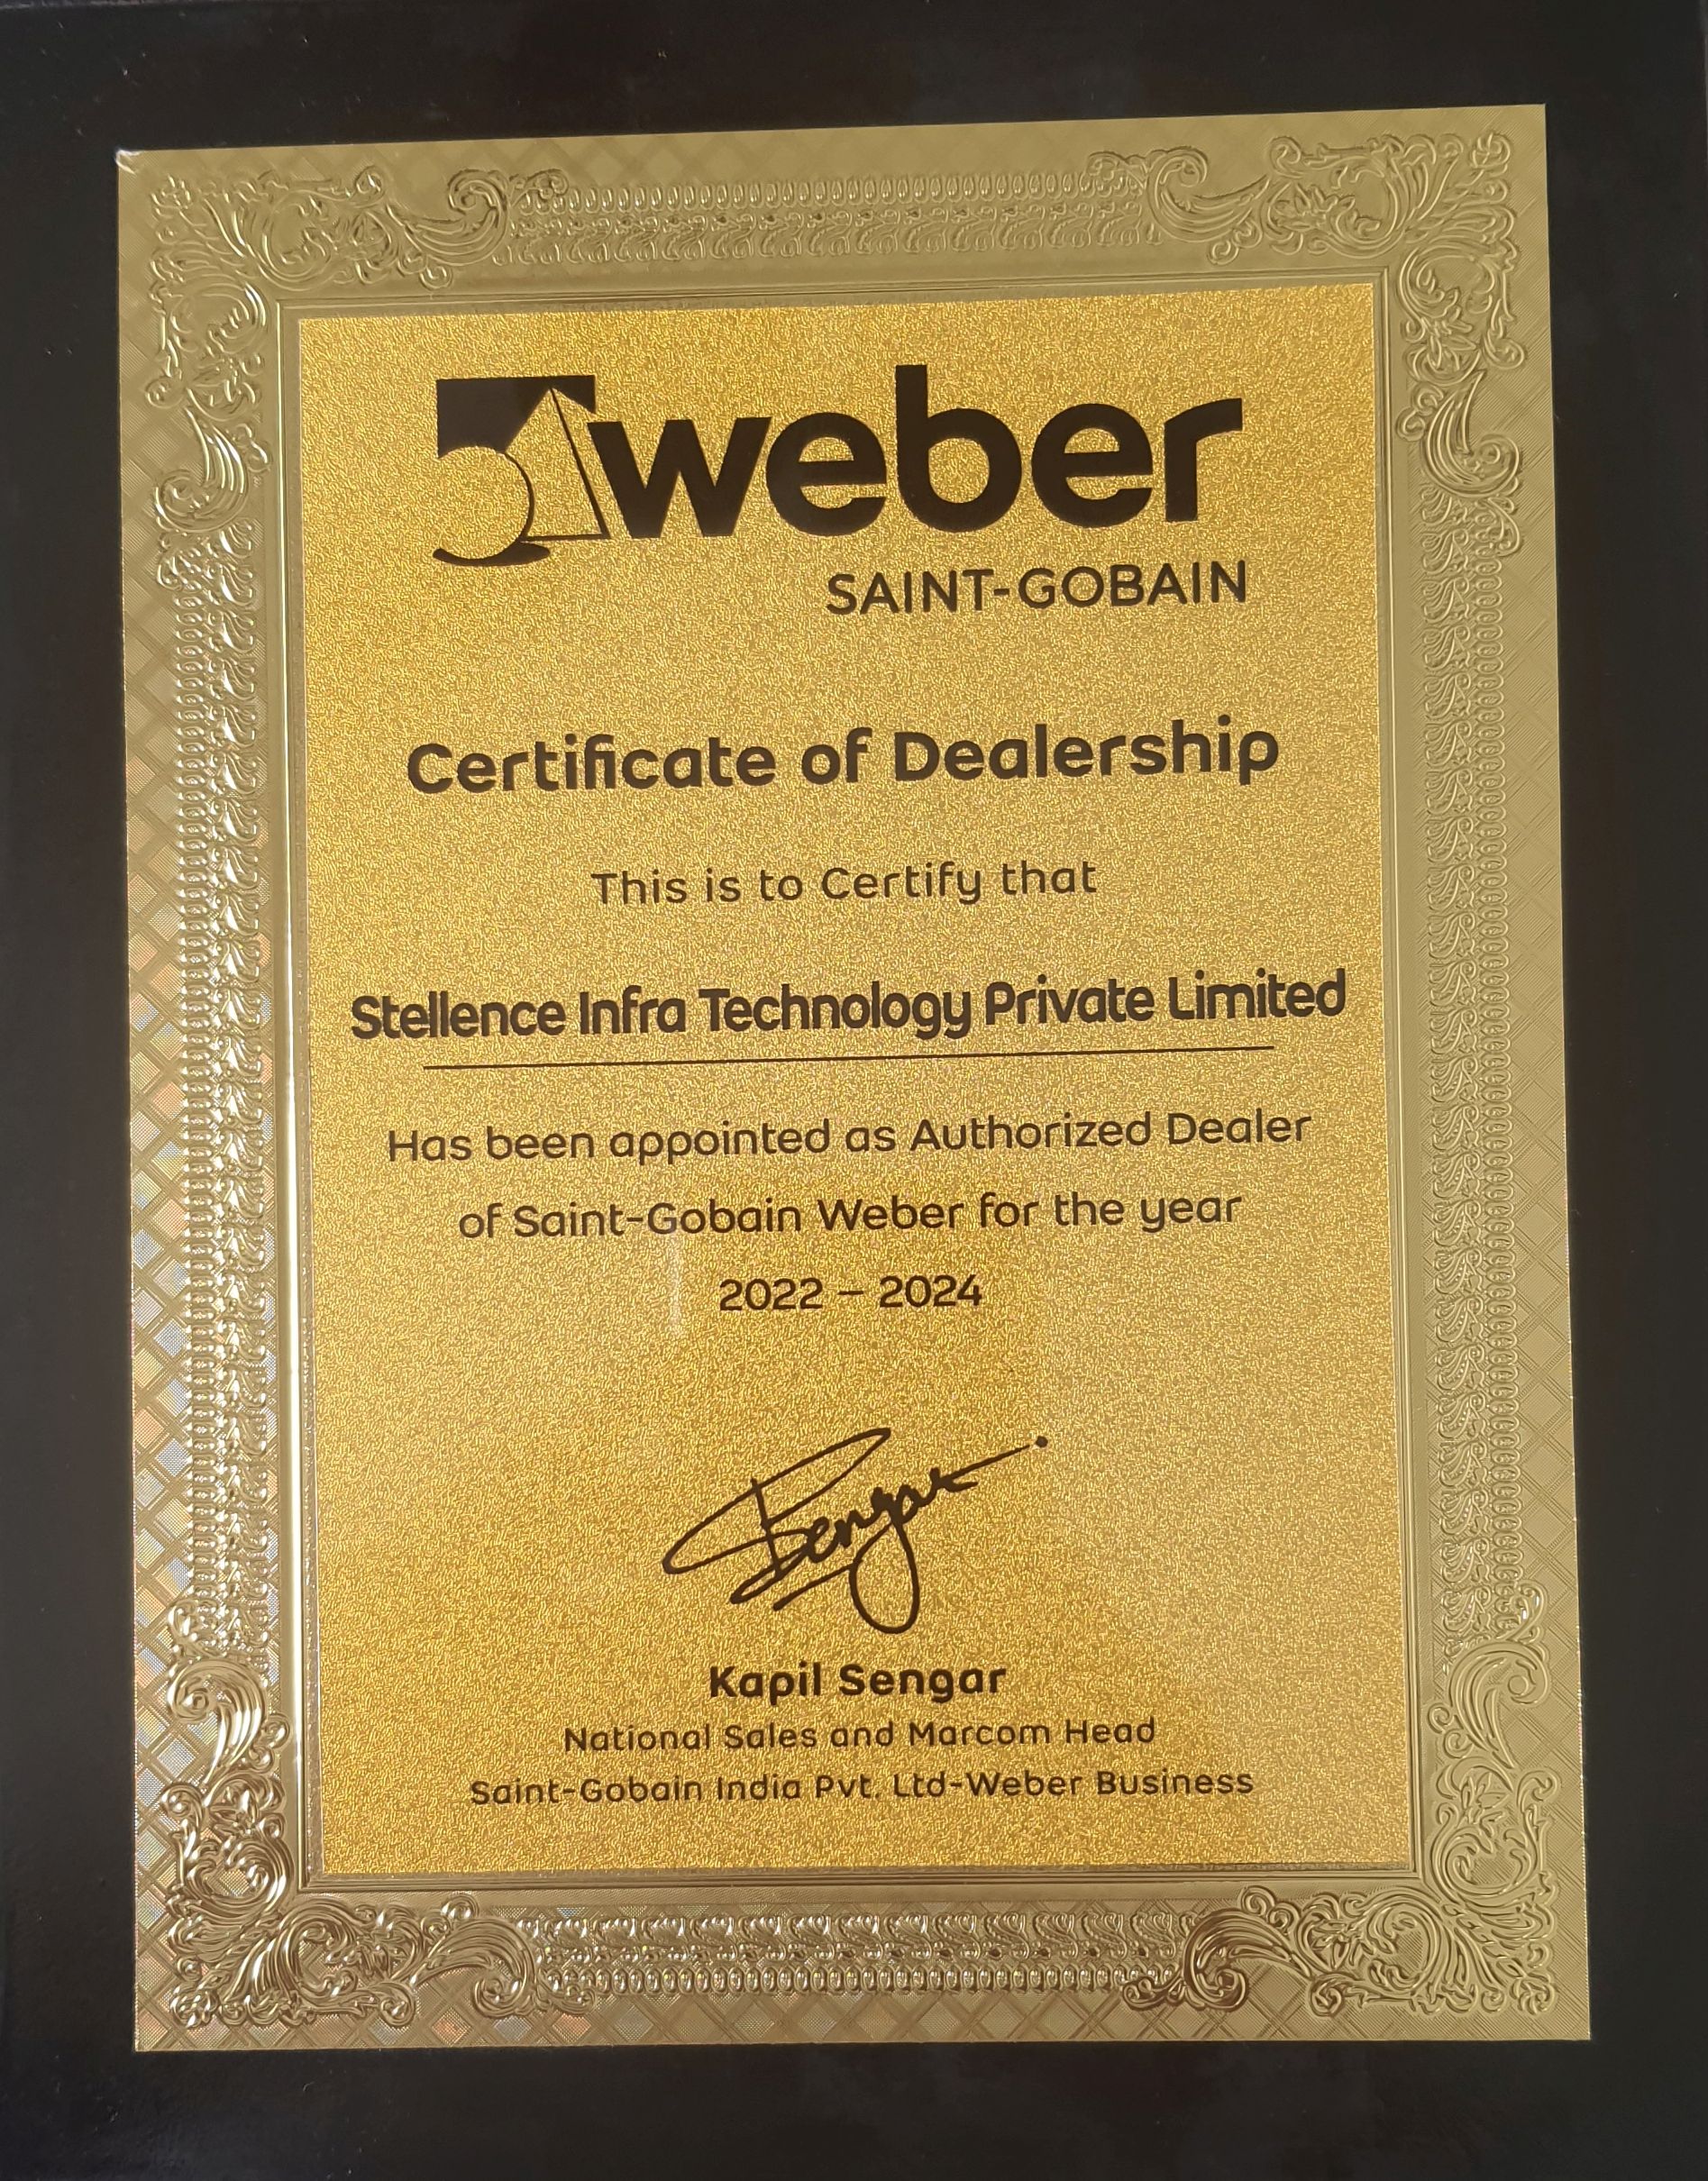 weber
SAINT-GOBAIN
Certificate of Dealership
This is to Certify that
Stellence Infra Technology Private Limited
Has been appointed as Authorized Dealer
of Saint-Gobain Weber for the year
2022 – 2024
Sengar
Kapil Sengar
National Sales and Marcom Head
Saint-Gobain India Pvt. Ltd-Weber Business